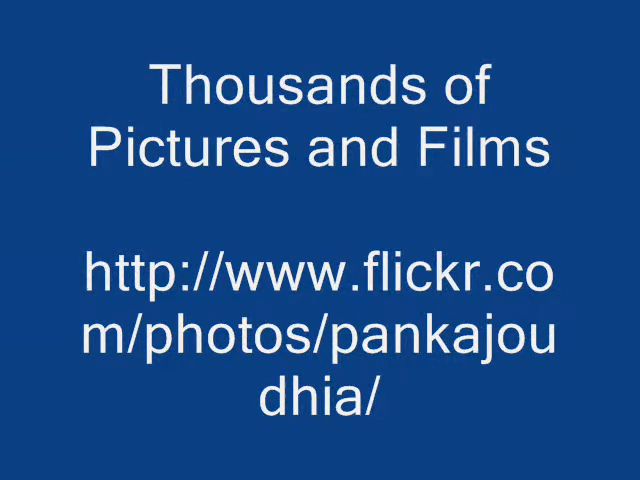 Thousands of
Pictures and Films
http://www.flickr.co
m/photos/pankajou
dhia/